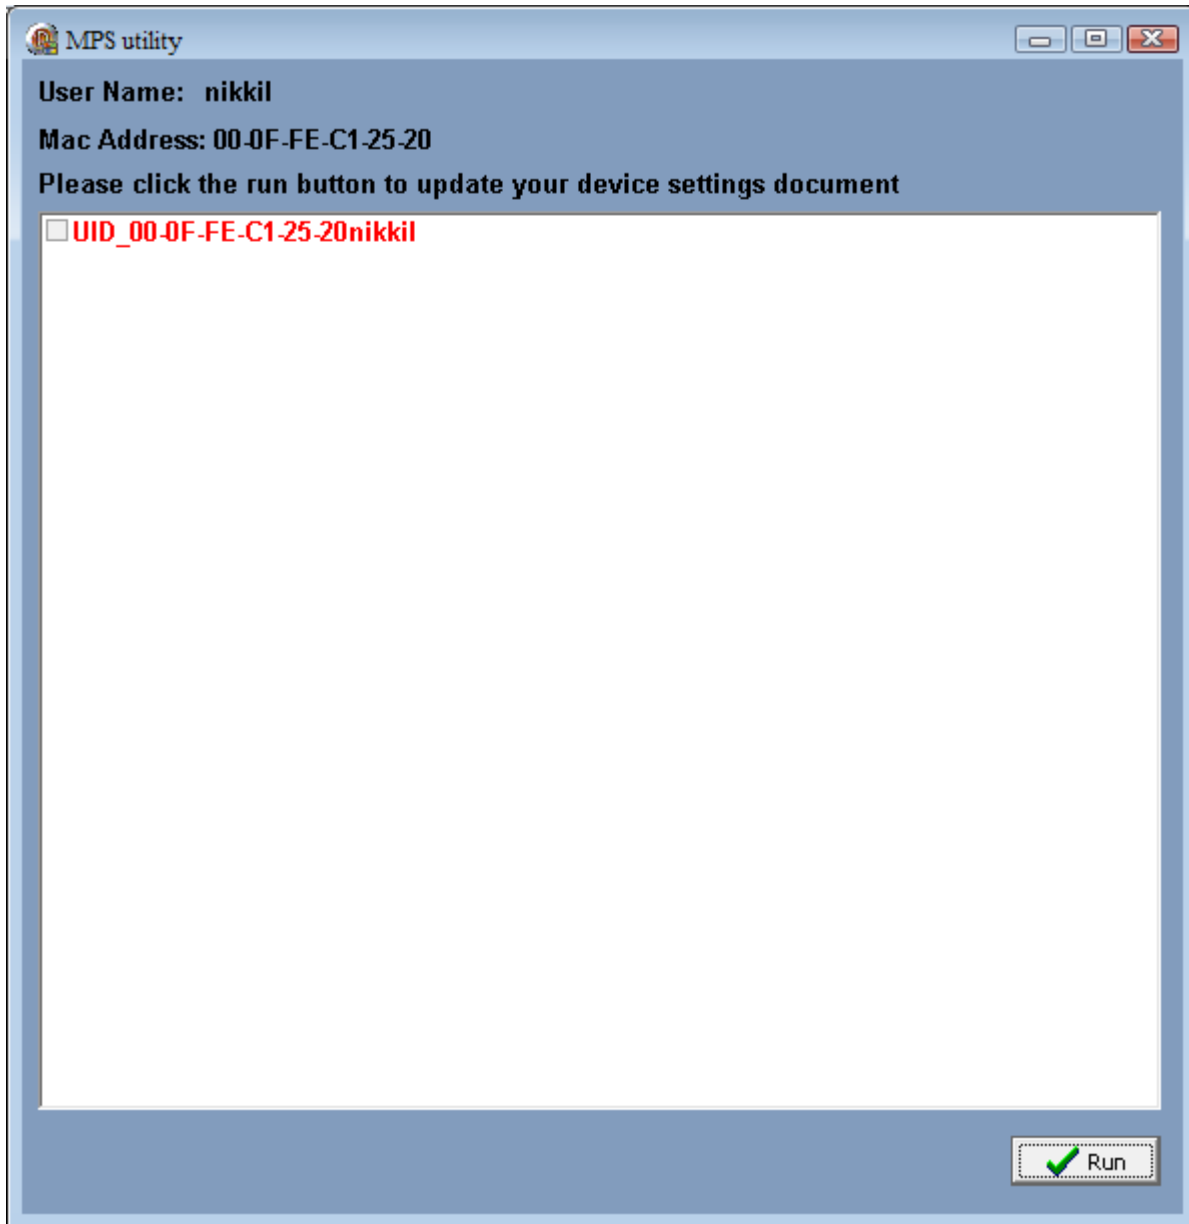 MPS utility
User Name: nikkil
Mac Address: 00-0F-FE-C1-25-20
Please click the run button to update your device settings document
UID_00-0F-FE-C1-25-20nikkil
Run